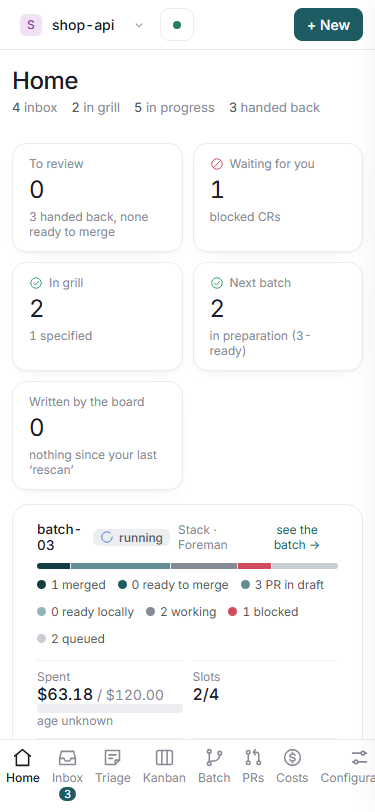 S shop-api + New
Home
4 inbox 2 in grill 5 in progress 3 handed back
To review
0
3 handed back, none
ready to merge
Waiting for you
1
blocked CRs
In grill
2
1 specified
Next batch
2
in preparation (3-
ready)
Written by the board
0
nothing since your last
‘rescan’
batch-
03
running
Stack ·
Foreman
see the
batch →
1 merged 0 ready to merge 3 PR in draft
0 ready locally 2 working 1 blocked
2 queued
Spent
$63.18 / $120.00
age unknown
Slots
2/4
Home Inbox Triage Kanban Batch PRs Costs Configura
3